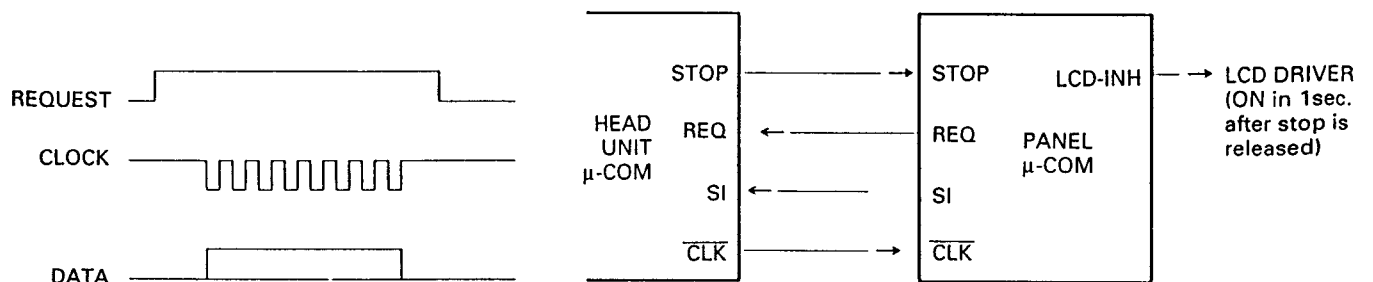 REQUEST
CLOCK
DATA
HEAD
UNIT
μ-COM
STOP
REQ
SI
CLK
STOP
REQ
SI
CLK
LCD-INH
PANEL
μ-COM
LCD DRIVER
(ON in 1sec.
after stop is
released)